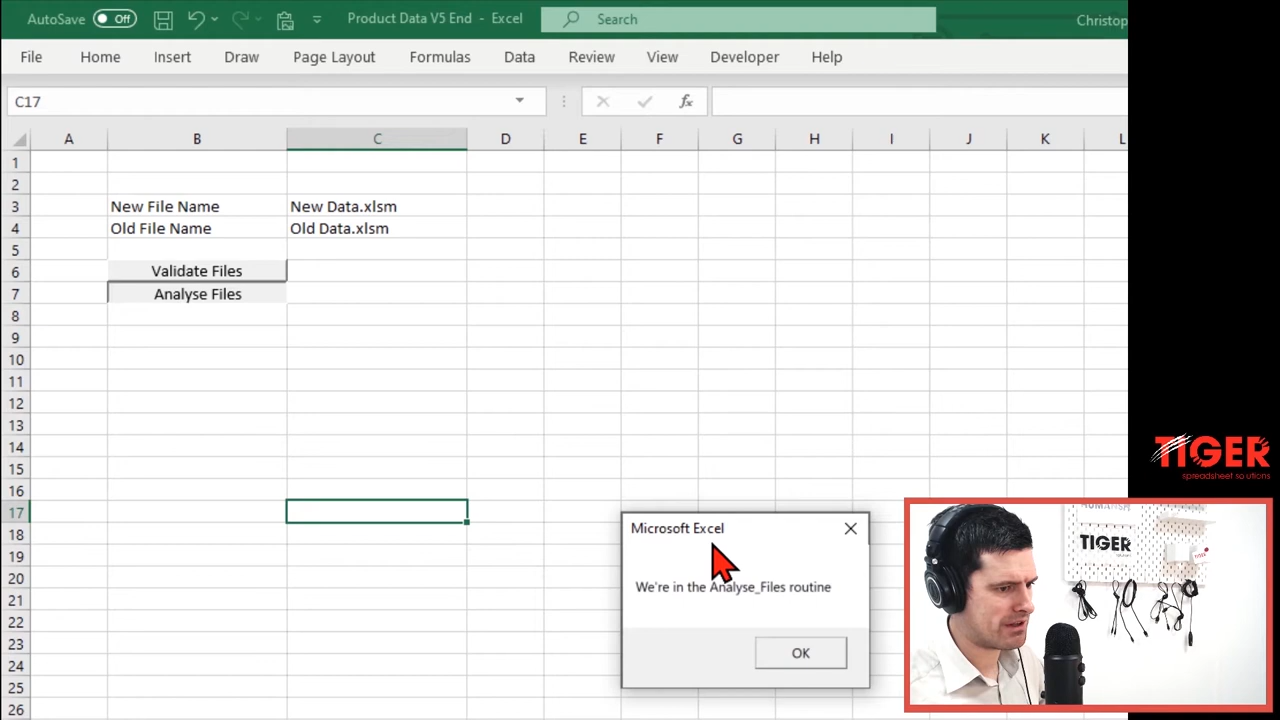 AutoSave Off Product Data V5 End - Excel Search Christop
File Home Insert Draw Page Layout Formulas Data Review View Developer Help
C17 fx
A B C D E F G H I J K L
1
2
3 New File Name New Data.xlsm
4 Old File Name Old Data.xlsm
5
6 Validate Files
7 Analyse Files
8
9
10
11
12
13
14
15
16
17
18
19
20
21
22
23
24
25
26
Microsoft Excel
We're in the Analyse_Files routine
OK
TIGER
spreadsheet solutions
TIGER